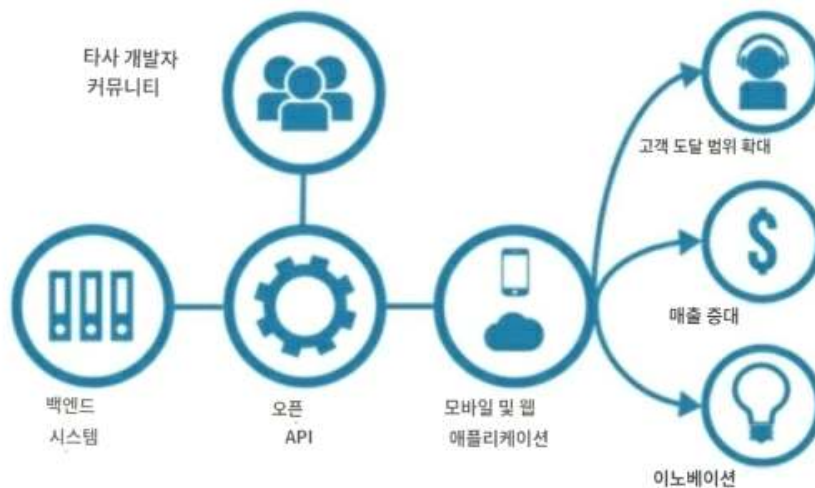 타사 개발자
커뮤니티
고객 도달 범위 확대
매출 증대
백엔드
시스템
오픈
API
모바일 및 웹
애플리케이션
이노베이션